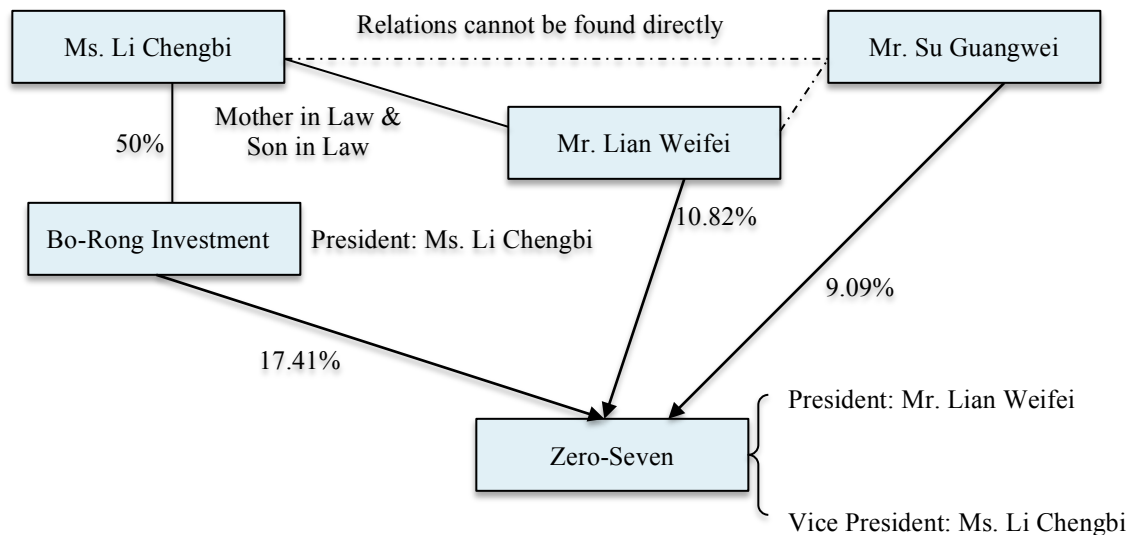 Relations cannot be found directly
Ms. Li Chengbi
Mr. Su Guangwei
Mother in Law &
Son in Law
Mr. Lian Weifei
50%
Bo-Rong Investment
President: Ms. Li Chengbi
10.82%
9.09%
17.41%
President: Mr. Lian Weifei
Zero-Seven
Vice President: Ms. Li Chengbi